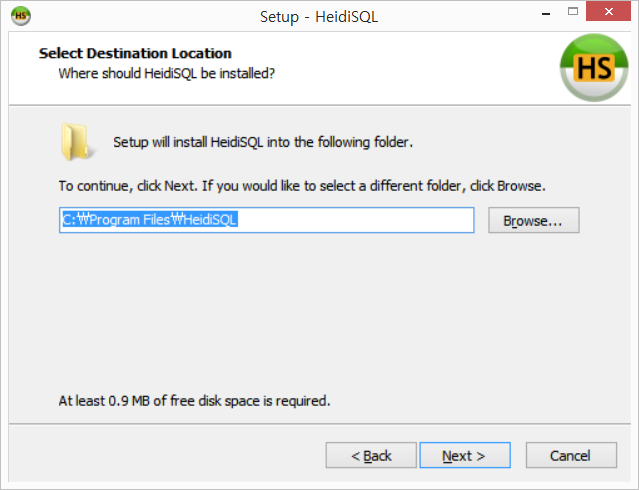 HS
Setup - HeidiSQL
Select Destination Location
Where should HeidiSQL be installed?
HS
Setup will install HeidiSQL into the following folder.
To continue, click Next. If you would like to select a different folder, click Browse.
C:₩Program Files₩HeidiSQL
Browse...
At least 0.9 MB of free disk space is required.
< Back
Next >
Cancel